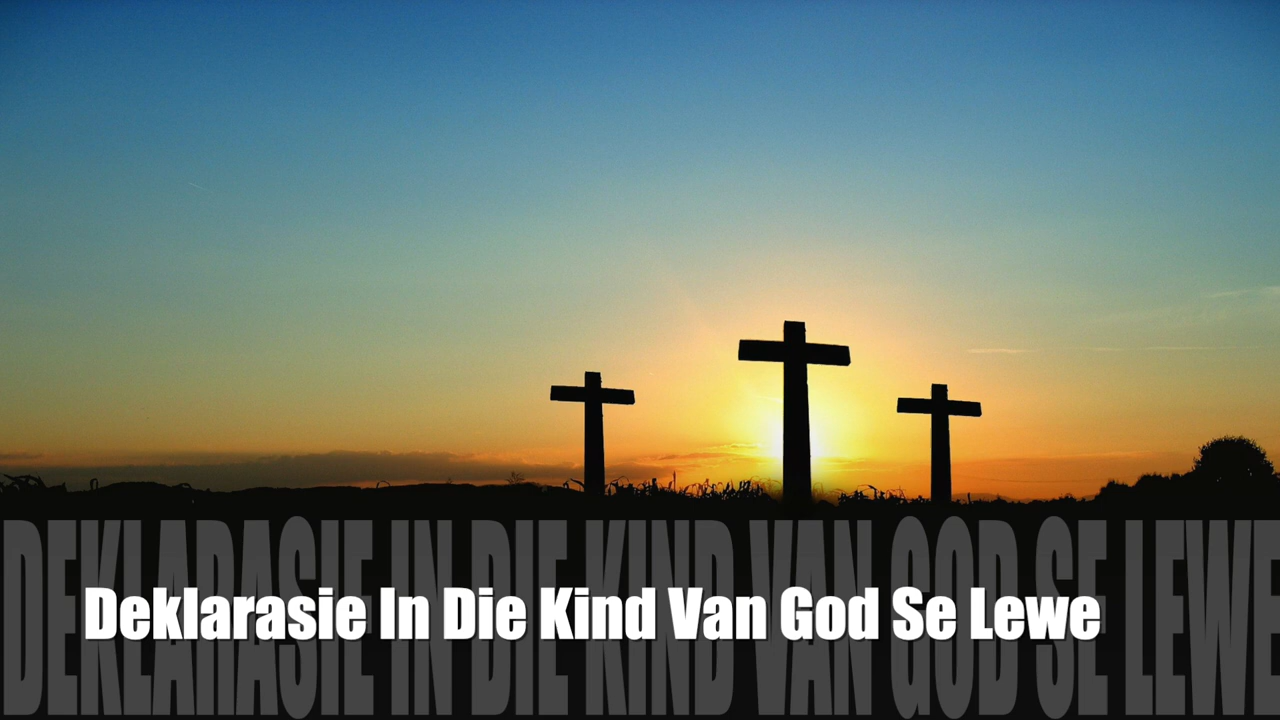 DEKLARASIE IN DIE KIND VAN GOD SE LEWE
Deklarasie In Die Kind Van God Se Lewe